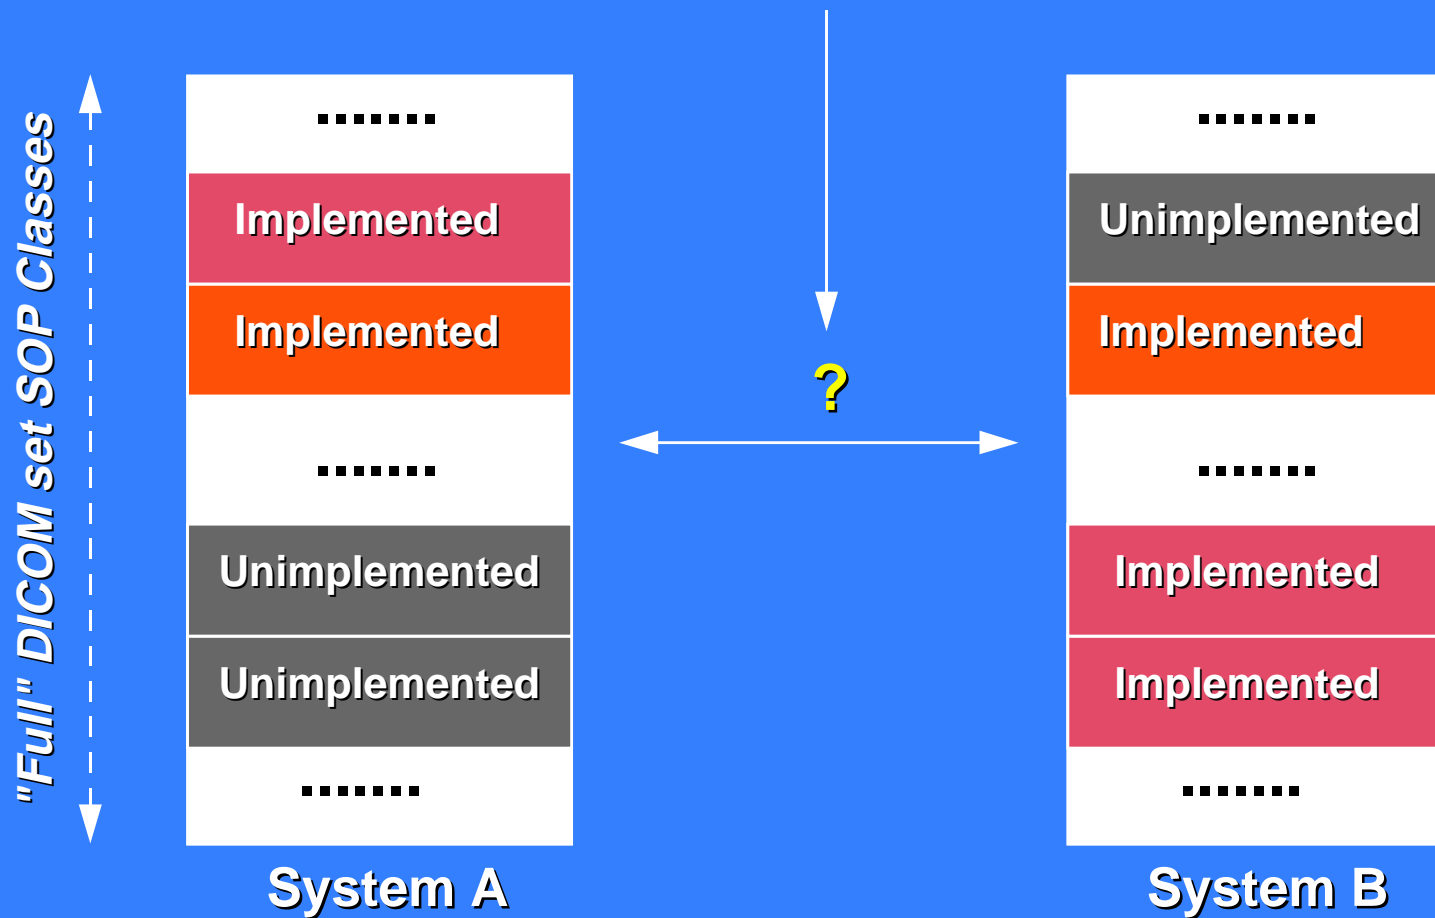 "Full" DICOM set SOP Classes
.......
Implemented
Implemented
.......
Unimplemented
Unimplemented
.......
System A
?
.......
Unimplemented
Implemented
.......
Implemented
Implemented
.......
System B